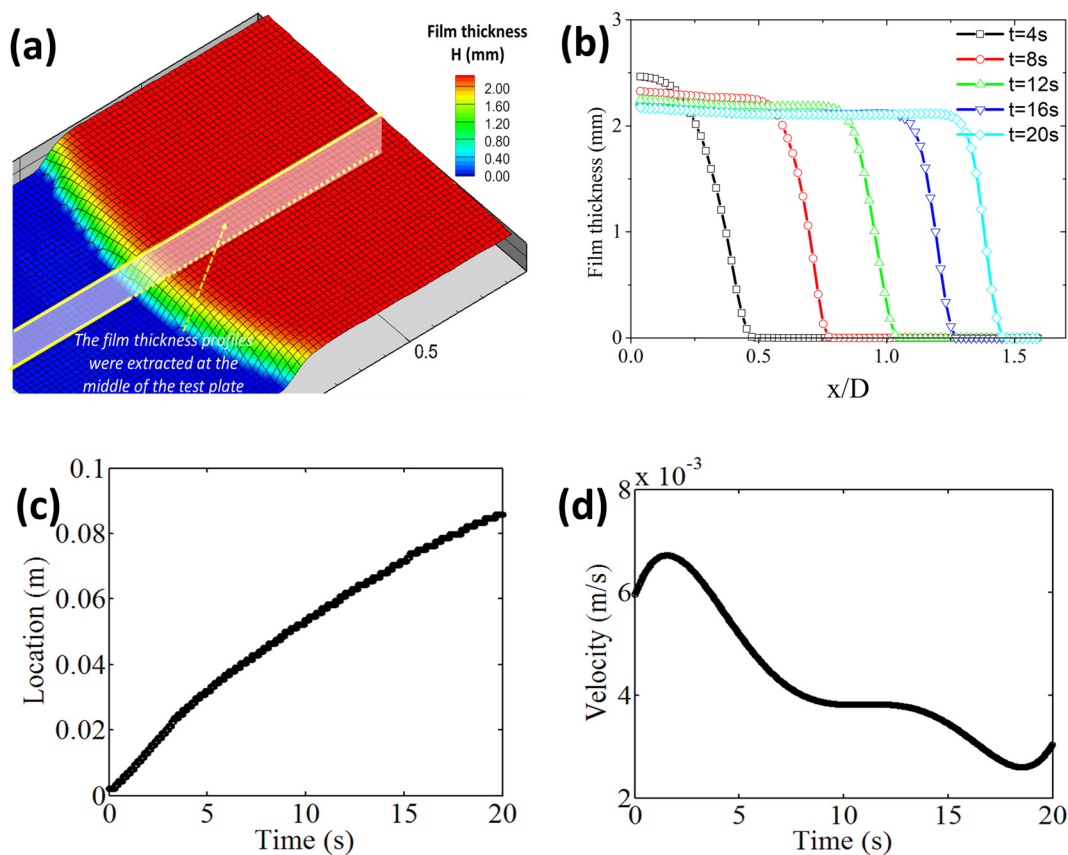 (a)
Film thickness
H (mm)
2.00
1.60
1.20
0.80
0.40
0.00
0.5
The film thickness profiles
were extracted at the
middle of the test plate
(b)
Film thickness (mm)
3
2
1
0
0.0
0.5
1.0
1.5
x/D
t=4s
t=8s
t=12s
t=16s
t=20s
(c)
Location (m)
0.1
0.08
0.06
0.04
0.02
0
0
5
10
15
20
Time (s)
(d)
x 10⁻³
Velocity (m/s)
8
6
4
2
0
5
10
15
20
Time (s)